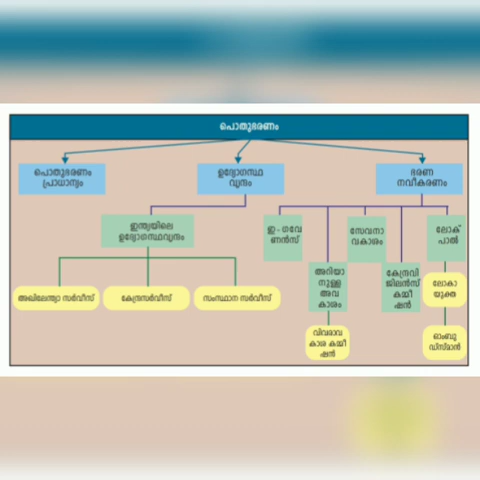 പൊതുഭരണം
പൊതുഭരണം
പ്രാധാന്യം
ഉദ്യോഗസ്ഥ
വൃന്ദം
ഭരണ
നവീകരണം
ഇന്ത്യയിലെ
ഉദ്യോഗസ്ഥവൃന്ദം
അഖിലേന്ത്യാ സർവീസ്
കേന്ദ്രസർവീസ്
സംസ്ഥാന സർവീസ്
ഇ - ഗവേ
ണൻസ്
അറിയാ
നുള്ള
അവ
കാശം
വിവരാവ
കാശ കമ്മീ
ഷൻ
സേവനാ
വകാശം
കേന്ദ്രവി
ജിലൻസ്
കമ്മീ
ഷൻ
ലോക്
പാൽ
ലോകാ
യുക്ത
ഓംബു
ഡ്സ്മാൻ